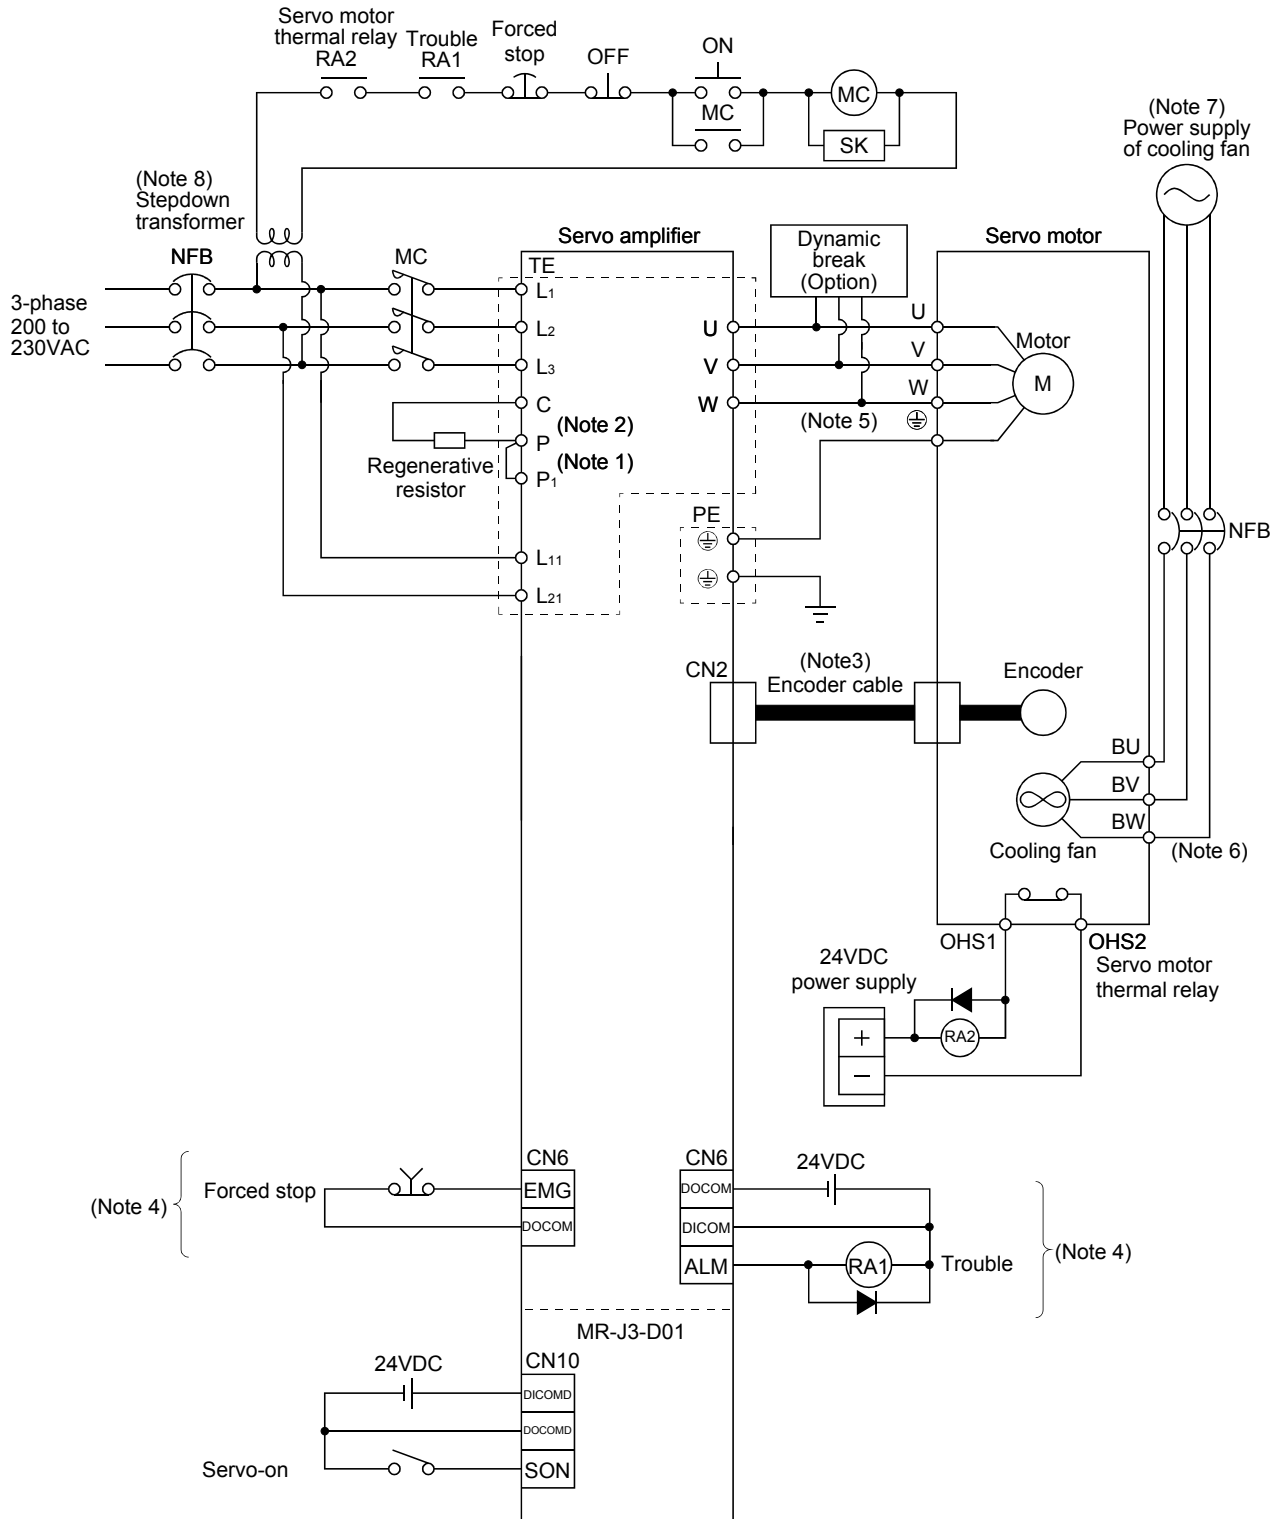 Servo motor
thermal relay
RA2
Trouble
RA1
Forced
stop
OFF
ON
MC
MC
SK
(Note 7)
Power supply
of cooling fan
(Note 8)
Stepdown
transformer
NFB
MC
3-phase
200 to
230VAC
Servo amplifier
TE
L1
L2
L3
C
P
P1
(Note 2)
(Note 1)
Regenerative
resistor
L11
L21
U
V
W
PE
Dynamic
break
(Option)
Servo motor
U
V
W
(Note 5)
Motor
M
NFB
CN2
(Note3)
Encoder cable
Encoder
BU
BV
BW
Cooling fan
(Note 6)
OHS1
OHS2
Servo motor
thermal relay
24VDC
power supply
+
−
RA2
(Note 4)
Forced stop
CN6
EMG
DOCOM
CN6
DOCOM
DICOM
ALM
24VDC
RA1
Trouble
(Note 4)
MR-J3-D01
24VDC
CN10
DICOMD
DOCOMD
SON
Servo-on